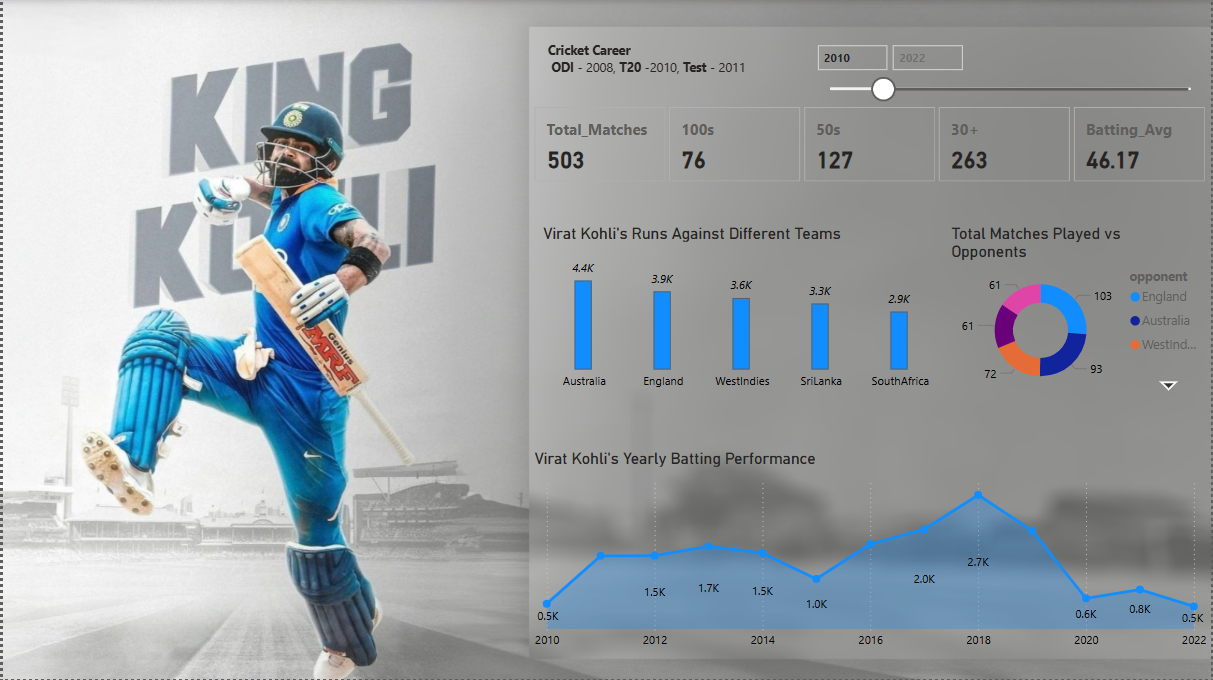 KING
KOHLI
Genius
MRF
Cricket Career
ODI - 2008, T20 -2010, Test - 2011
2010
2022
Total_Matches
503
100s
76
50s
127
30+
263
Batting_Avg
46.17
Virat Kohli's Runs Against Different Teams
4.4K
3.9K
3.6K
3.3K
2.9K
Australia
England
WestIndies
SriLanka
SouthAfrica
Total Matches Played vs
Opponents
61
103
61
72
93
opponent
England
Australia
WestInd...
Virat Kohli's Yearly Batting Performance
0.5K
1.5K
1.7K
1.5K
1.0K
2.0K
2.7K
0.6K
0.8K
0.5K
2010
2012
2014
2016
2018
2020
2022